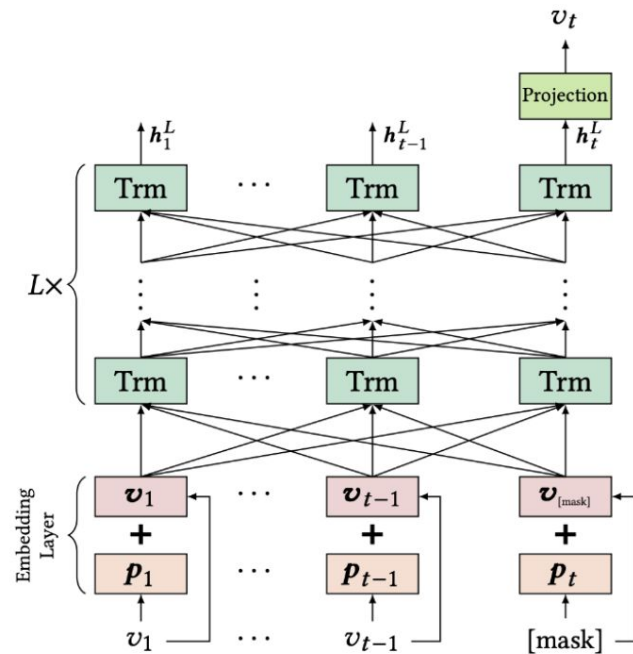 v_t
Projection
h_1^L h_{t-1}^L h_t^L
Trm ... Trm Trm
L×
Trm ... Trm Trm
Embedding Layer
v_1 ... v_{t-1} v_{[mask]}
+ + +
p_1 ... p_{t-1} p_t
v_1 ... v_{t-1} [mask]